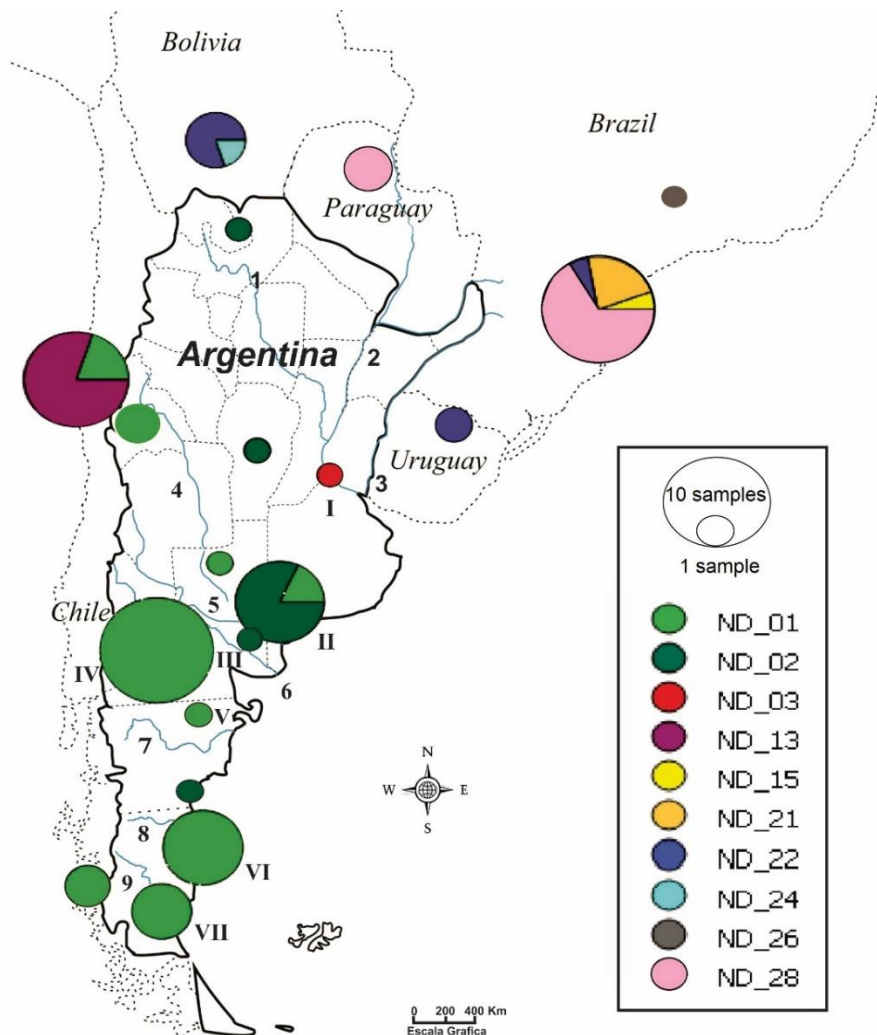 Bolivia
Brazil
Paraguay
1
Argentina
2
Uruguay
3
I
4
Chile
5
II
III
IV
6
V
7
8
VI
9
VII
N
W
E
S
0 200 400 Km
Escala Grafica
10 samples
1 sample
ND_01
ND_02
ND_03
ND_13
ND_15
ND_21
ND_22
ND_24
ND_26
ND_28